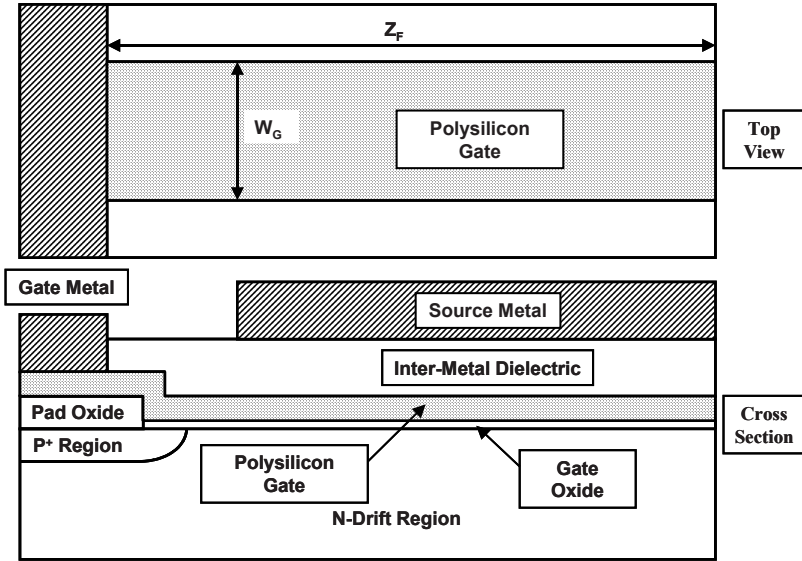 Z_F
W_G
Polysilicon
Gate
Top
View
Gate Metal
Source Metal
Inter-Metal Dielectric
Pad Oxide
Cross
Section
P⁺ Region
Polysilicon
Gate
Gate
Oxide
N-Drift Region